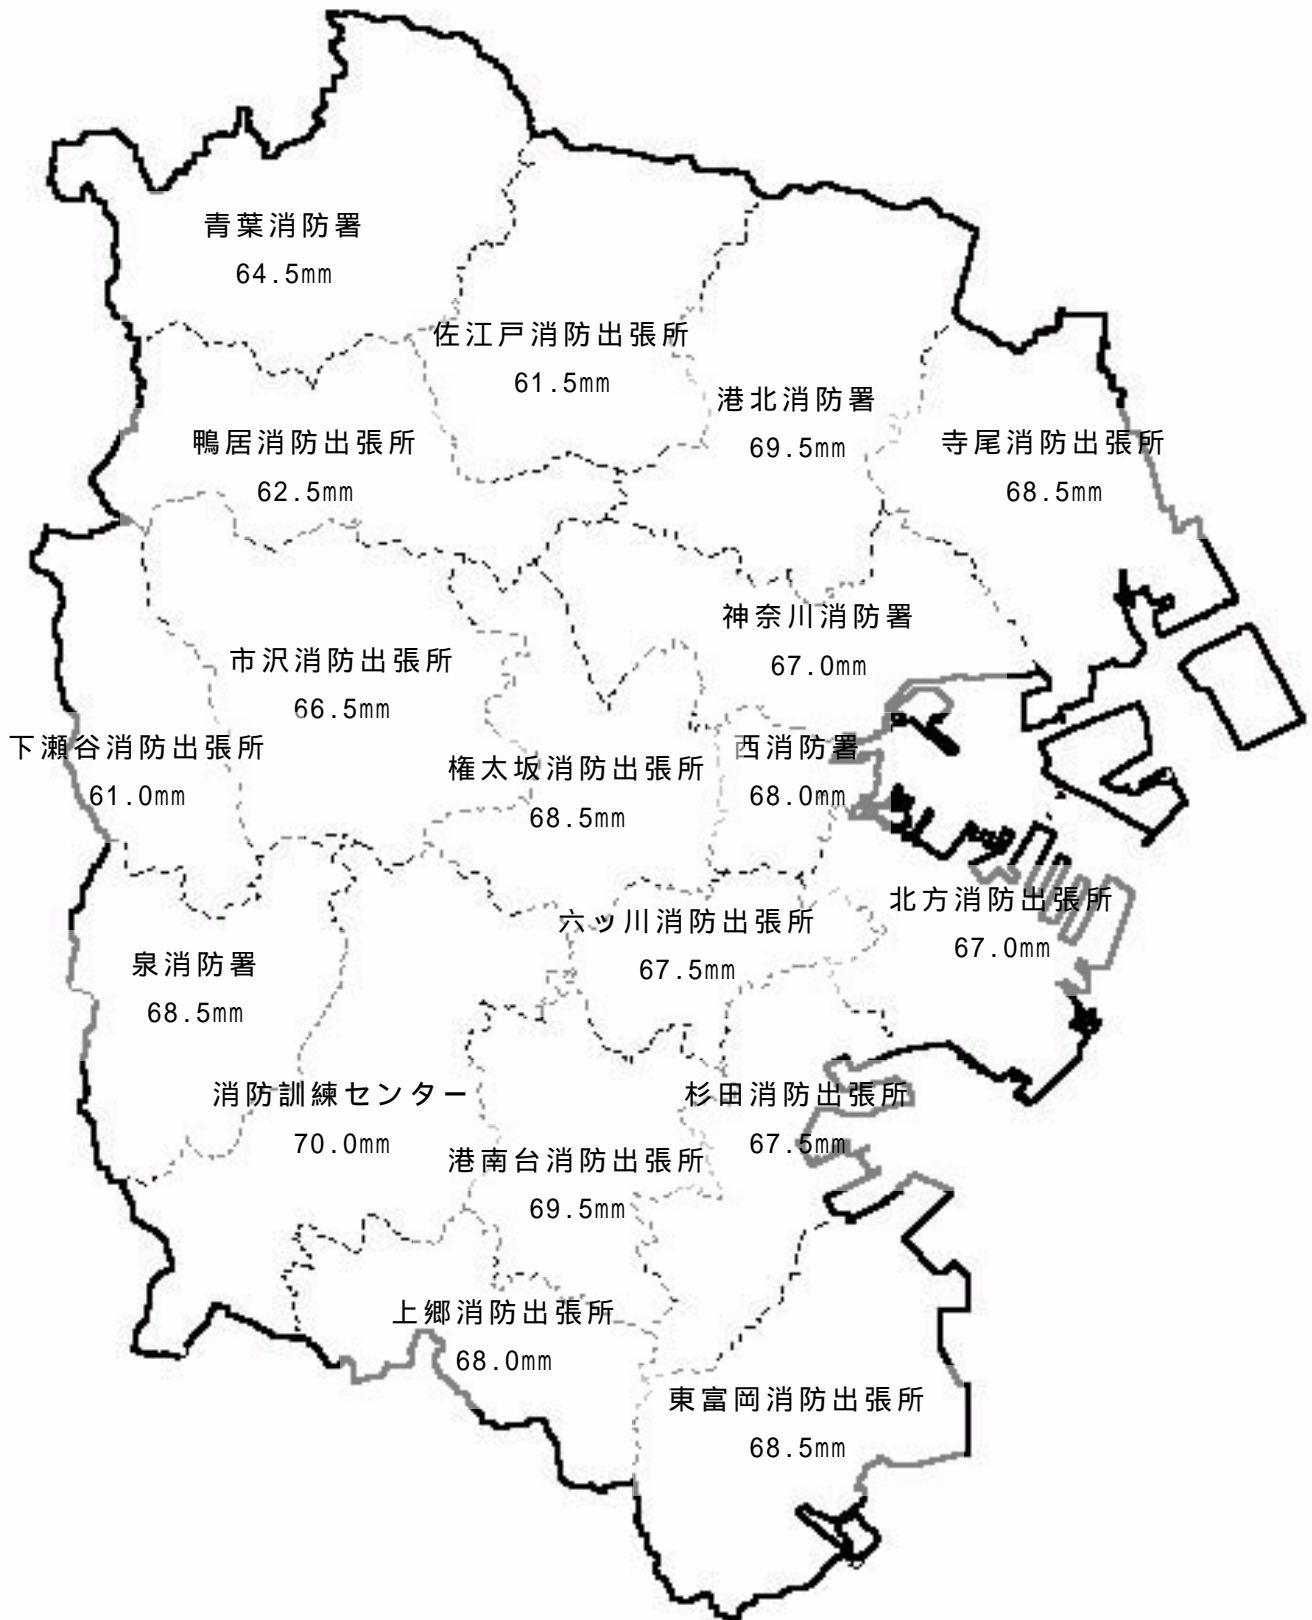 青葉消防署
64.5mm
佐江戸消防出張所
61.5mm
港北消防署
69.5mm
鴨居消防出張所
62.5mm
寺尾消防出張所
68.5mm
神奈川消防署
67.0mm
市沢消防出張所
66.5mm
下瀬谷消防出張所
61.0mm
権太坂消防出張所
68.5mm
西消防署
68.0mm
北方消防出張所
67.0mm
六ッ川消防出張所
67.5mm
泉消防署
68.5mm
消防訓練センター
70.0mm
杉田消防出張所
67.5mm
港南台消防出張所
69.5mm
上郷消防出張所
68.0mm
東富岡消防出張所
68.5mm